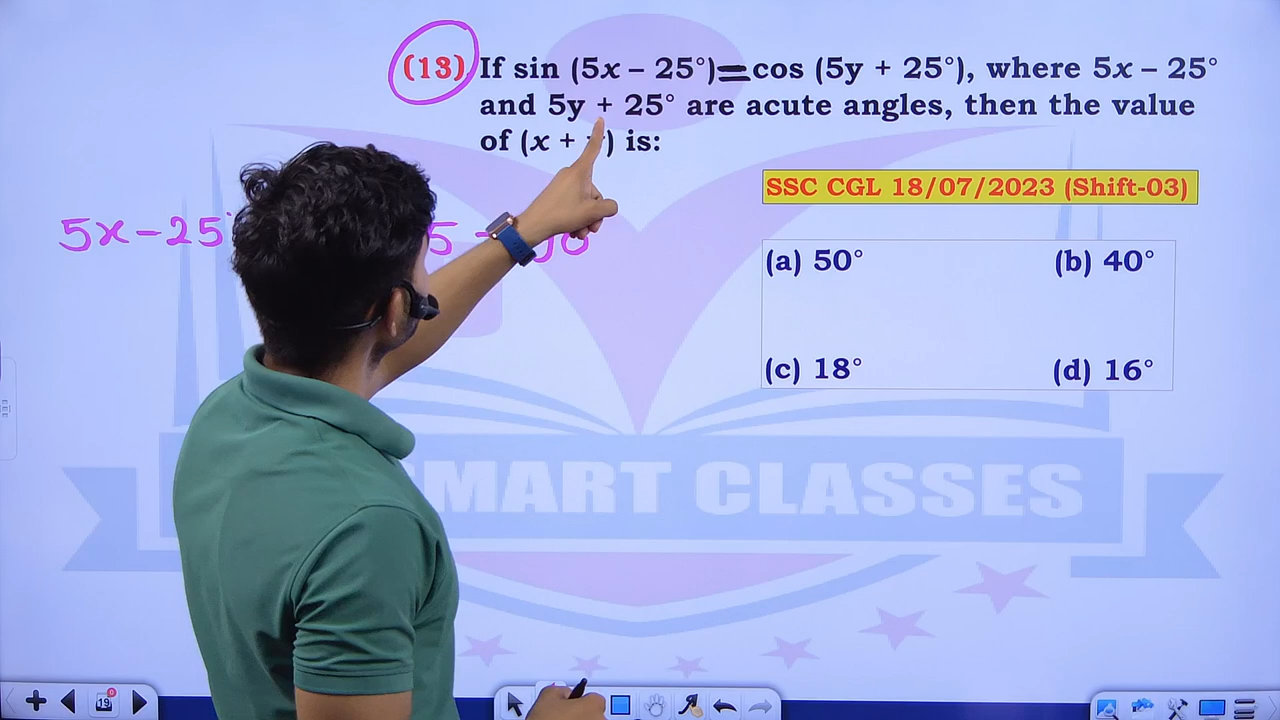 (13) If sin (5x – 25°) = cos (5y + 25°), where 5x – 25°
and 5y + 25° are acute angles, then the value
of (x + ) is:
SSC CGL 18/07/2023 (Shift-03)
5x-25
(a) 50°
(b) 40°
(c) 18°
(d) 16°
CLASSES
19